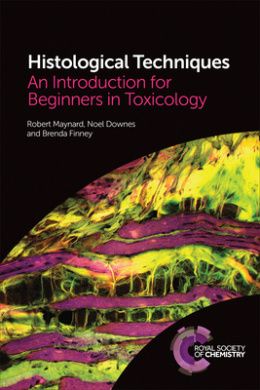 Histological Techniques
An Introduction for
Beginners in Toxicology
Robert Maynard, Noel Downes
and Brenda Finney
ROYAL SOCIETY
OF CHEMISTRY